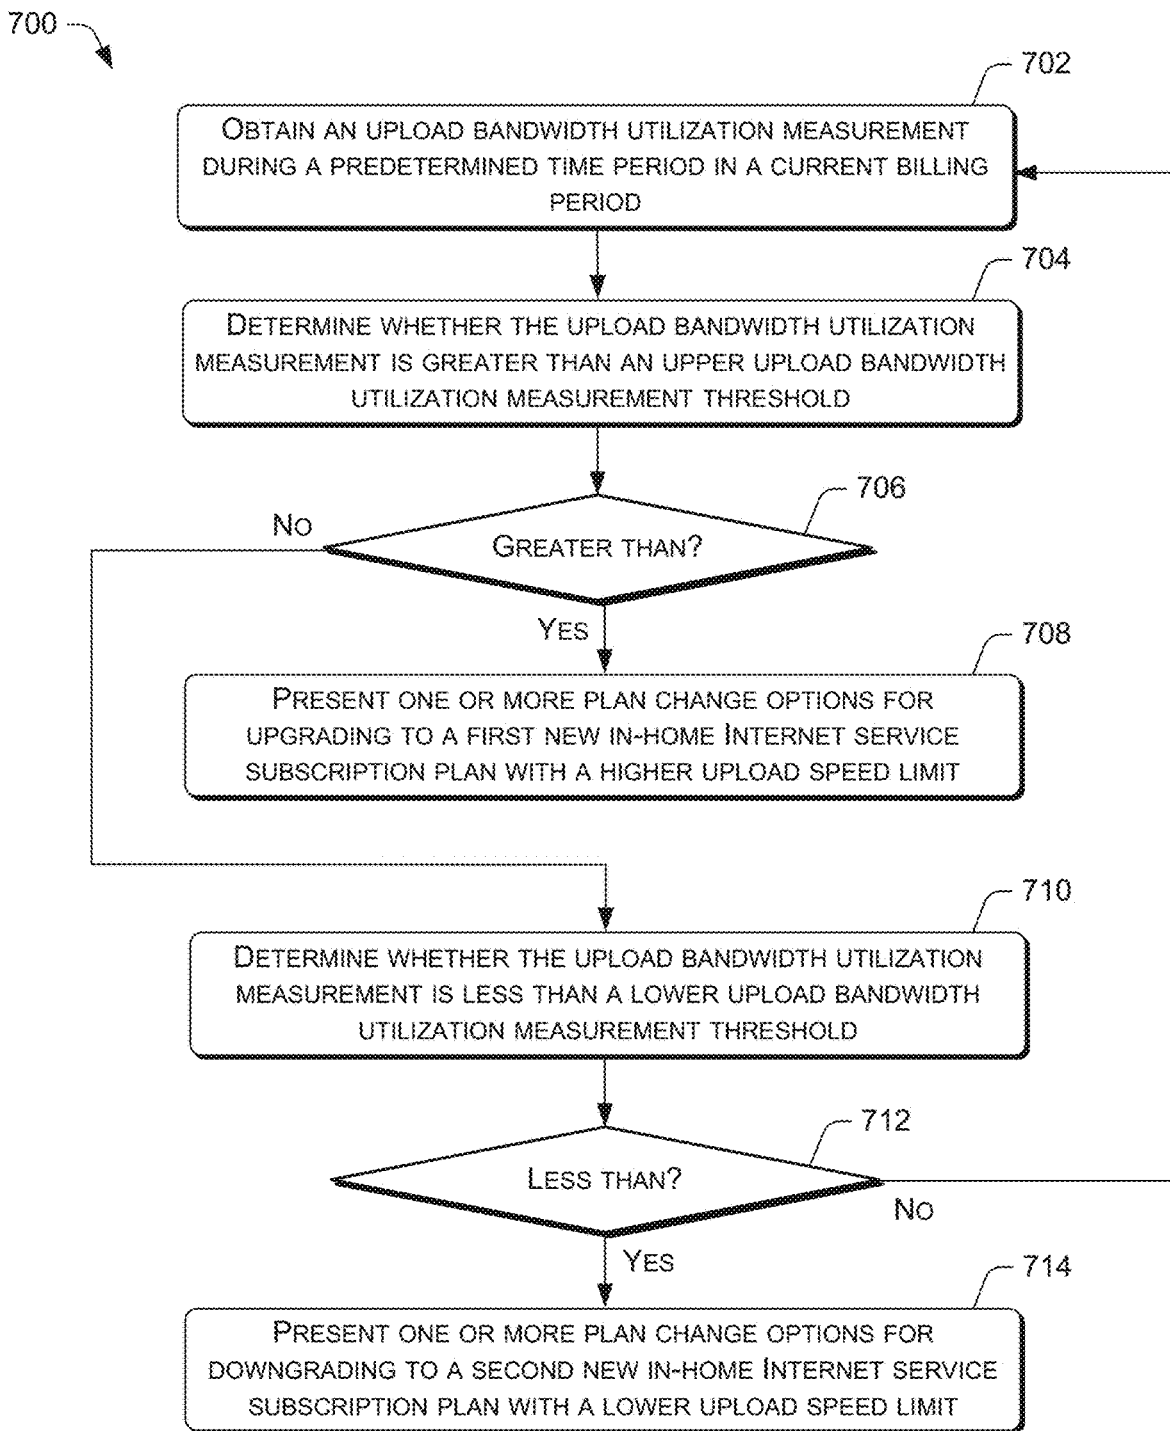 700
702
OBTAIN AN UPLOAD BANDWIDTH UTILIZATION MEASUREMENT
DURING A PREDETERMINED TIME PERIOD IN A CURRENT BILLING
PERIOD
704
DETERMINE WHETHER THE UPLOAD BANDWIDTH UTILIZATION
MEASUREMENT IS GREATER THAN AN UPPER UPLOAD BANDWIDTH
UTILIZATION MEASUREMENT THRESHOLD
706
NO
GREATER THAN?
YES
708
PRESENT ONE OR MORE PLAN CHANGE OPTIONS FOR
UPGRADING TO A FIRST NEW IN-HOME INTERNET SERVICE
SUBSCRIPTION PLAN WITH A HIGHER UPLOAD SPEED LIMIT
710
DETERMINE WHETHER THE UPLOAD BANDWIDTH UTILIZATION
MEASUREMENT IS LESS THAN A LOWER UPLOAD BANDWIDTH
UTILIZATION MEASUREMENT THRESHOLD
712
LESS THAN?
NO
YES
714
PRESENT ONE OR MORE PLAN CHANGE OPTIONS FOR
DOWNGRADING TO A SECOND NEW IN-HOME INTERNET SERVICE
SUBSCRIPTION PLAN WITH A LOWER UPLOAD SPEED LIMIT